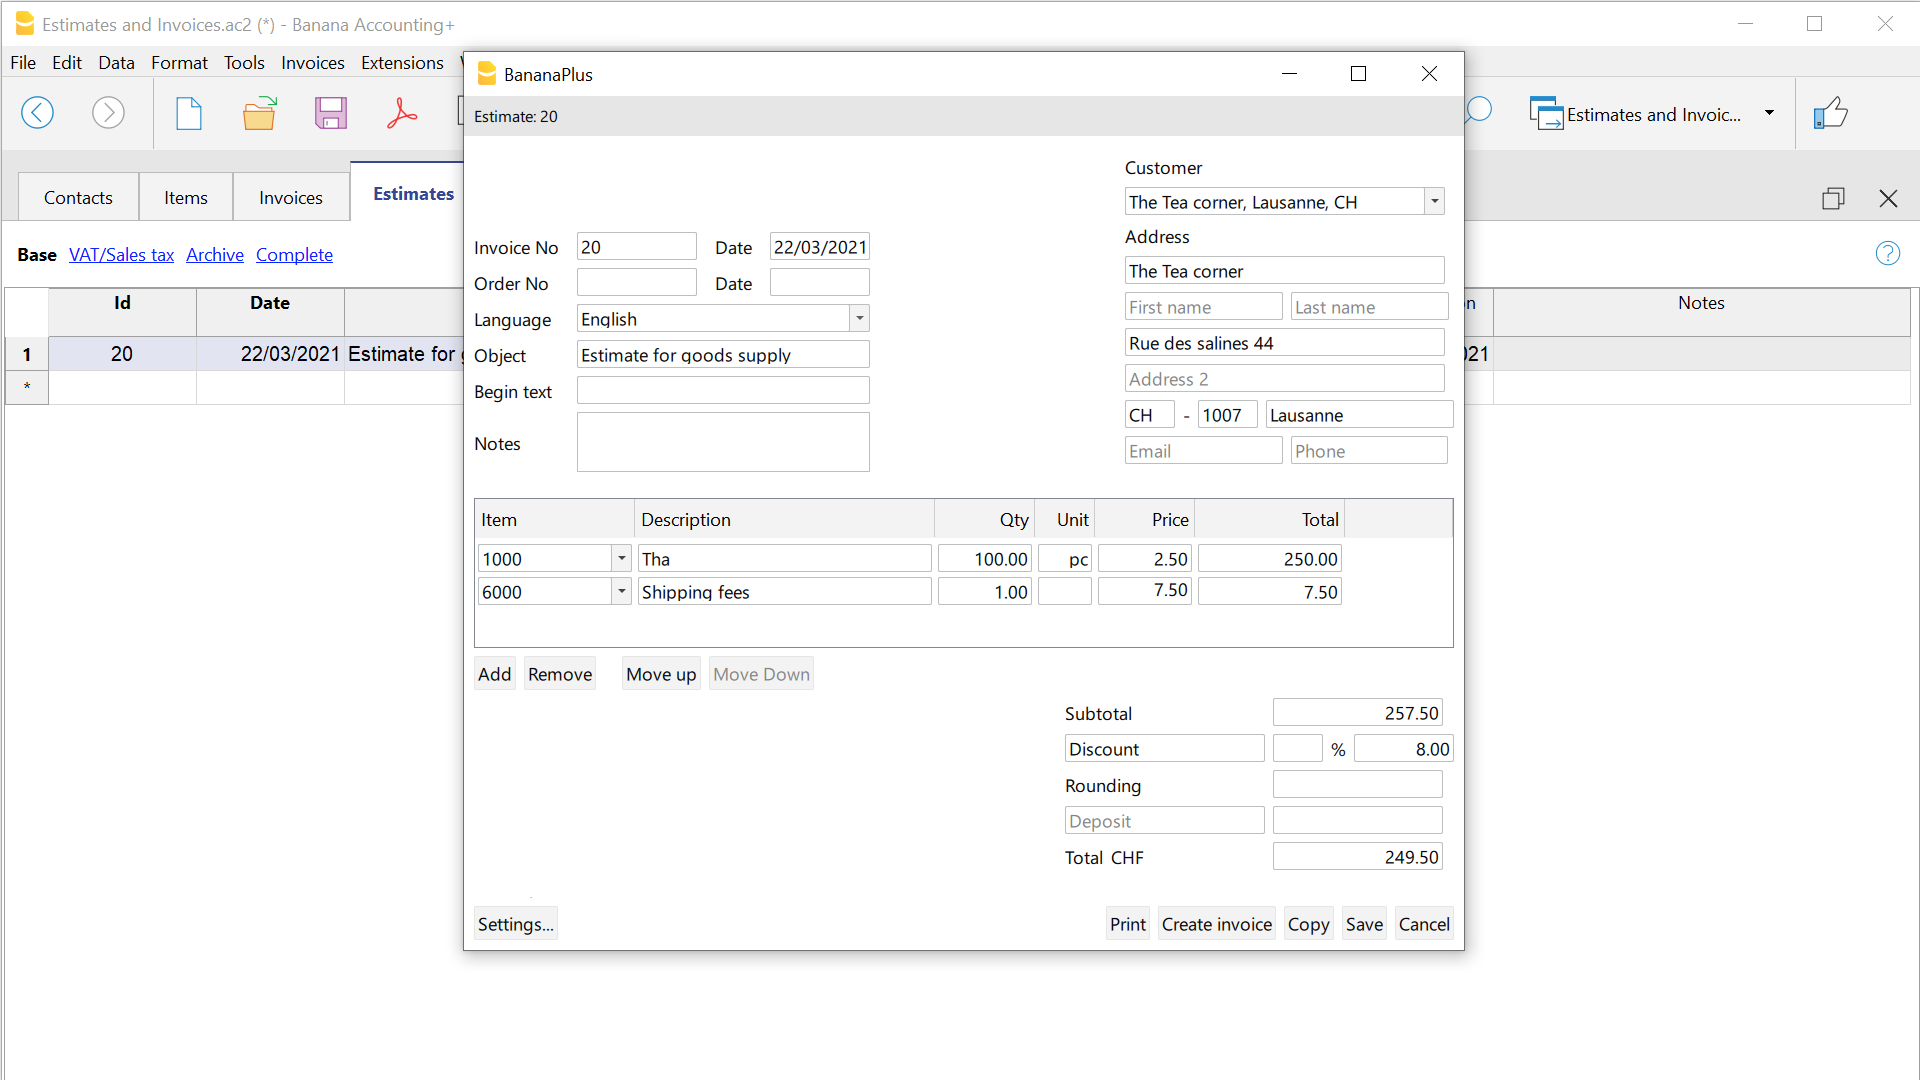 Estimates and Invoices.ac2 (*) - Banana Accounting+
File Edit Data Format Tools Invoices Extensions
Estimates and Invoic...
Contacts Items Invoices Estimates
Base VAT/Sales tax Archive Complete
Id Date Notes
1 20 22/03/2021 Estimate for
*
BananaPlus
Estimate: 20
Customer
The Tea corner, Lausanne, CH
Address
The Tea corner
First name Last name
Rue des salines 44
Address 2
CH - 1007 Lausanne
Email Phone
Invoice No 20 Date 22/03/2021
Order No Date
Language English
Object Estimate for goods supply
Begin text
Notes
Item Description Qty Unit Price Total
1000 Tha 100.00 pc 2.50 250.00
6000 Shipping fees 1.00 7.50 7.50
Add Remove Move up Move Down
Subtotal 257.50
Discount % 8.00
Rounding
Deposit
Total CHF 249.50
Settings... Print Create invoice Copy Save Cancel